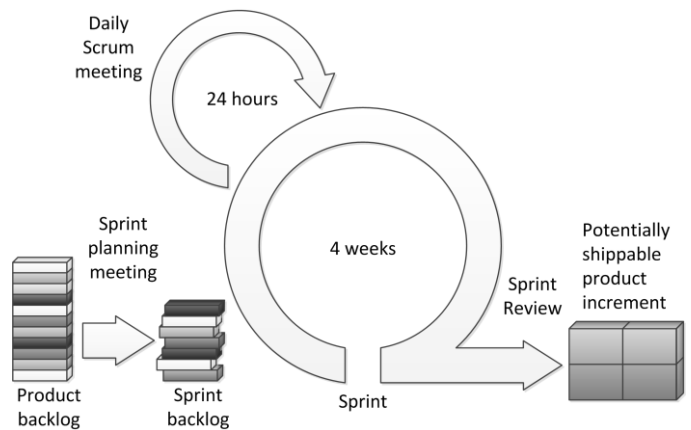 Daily
Scrum
meeting
24 hours
Sprint
planning
meeting
4 weeks
Potentially
shippable
product
increment
Sprint
Review
Product
backlog
Sprint
backlog
Sprint